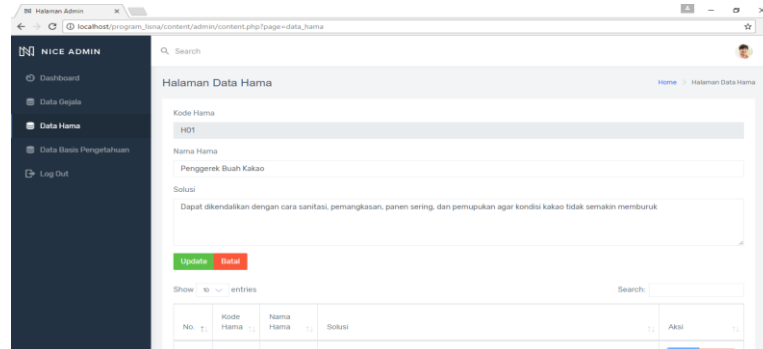 Halaman Admin
localhost/program_lisna/content/admin/content.php?page=data_hama
NICE ADMIN
Search
Dashboard
Halaman Data Hama
Home > Halaman Data Hama
Data Gejala
Data Hama
Data Basis Pengetahuan
Log Out
Kode Hama
H01
Nama Hama
Penggerek Buah Kakao
Solusi
Dapat dikendalikan dengan cara sanitasi, pemangkasan, panen sering, dan pemupukan agar kondisi kakao tidak semakin memburuk
Update Batal
Show 10 entries
Search:
No. Kode Hama Nama Hama Solusi Aksi